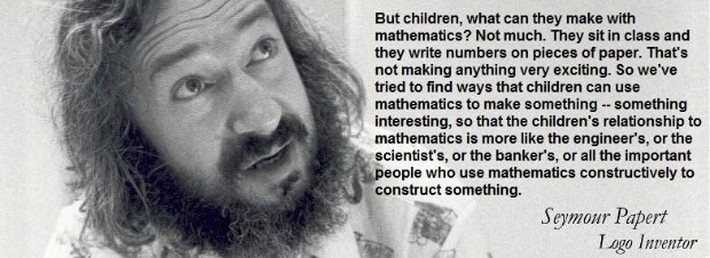 But children, what can they make with
mathematics? Not much. They sit in class and
they write numbers on pieces of paper. That's
not making anything very exciting. So we've
tried to find ways that children can use
mathematics to make something -- something
interesting, so that the children's relationship to
mathematics is more like the engineer's, or the
scientist's, or the banker's, or all the important
people who use mathematics constructively to
construct something.
Seymour Papert
Logo Inventor